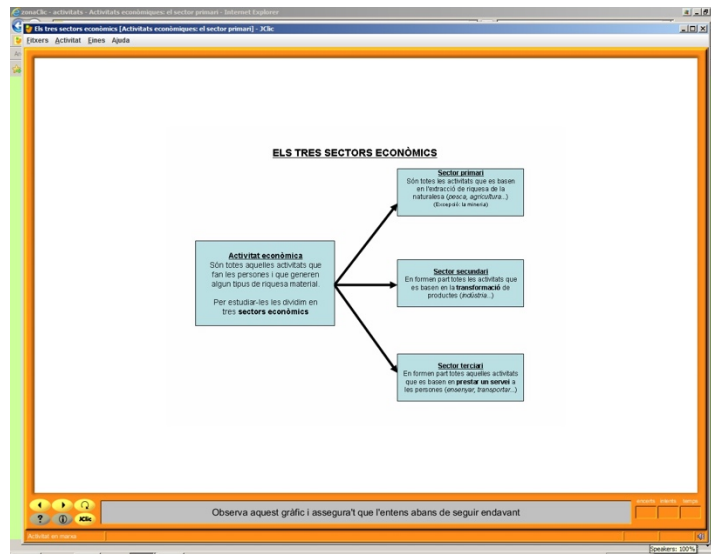 zonaClic - activitats - Activitats econòmiques: el sector primari - Internet Explorer
Els tres sectors econòmics [Activitats econòmiques: el sector primari] - JClic
Fitxers Activitat Eines Ajuda
ELS TRES SECTORS ECONÒMICS
Sector primari
Són totes les activitats que es basen
en l'extracció de riquesa de la
naturalesa (pesca, agricultura...)
(Excepció: la mineria)
Activitat econòmica
Són totes aquelles activitats que
fan les persones i que generen
algun tipus de riquesa material.
Per estudiar-les les dividim en
tres sectors econòmics
Sector secundari
En formen part totes les activitats que
es basen en la transformació de
productes (indústria...)
Sector terciari
En formen part totes aquelles activitats
que es basen en prestar un servei a
les persones (ensenyar, transportar...)
Observa aquest gràfic i assegura't que l'entens abans de seguir endavant
encerts intents temps
JClic
Activitat en marxa
Speakers: 100%